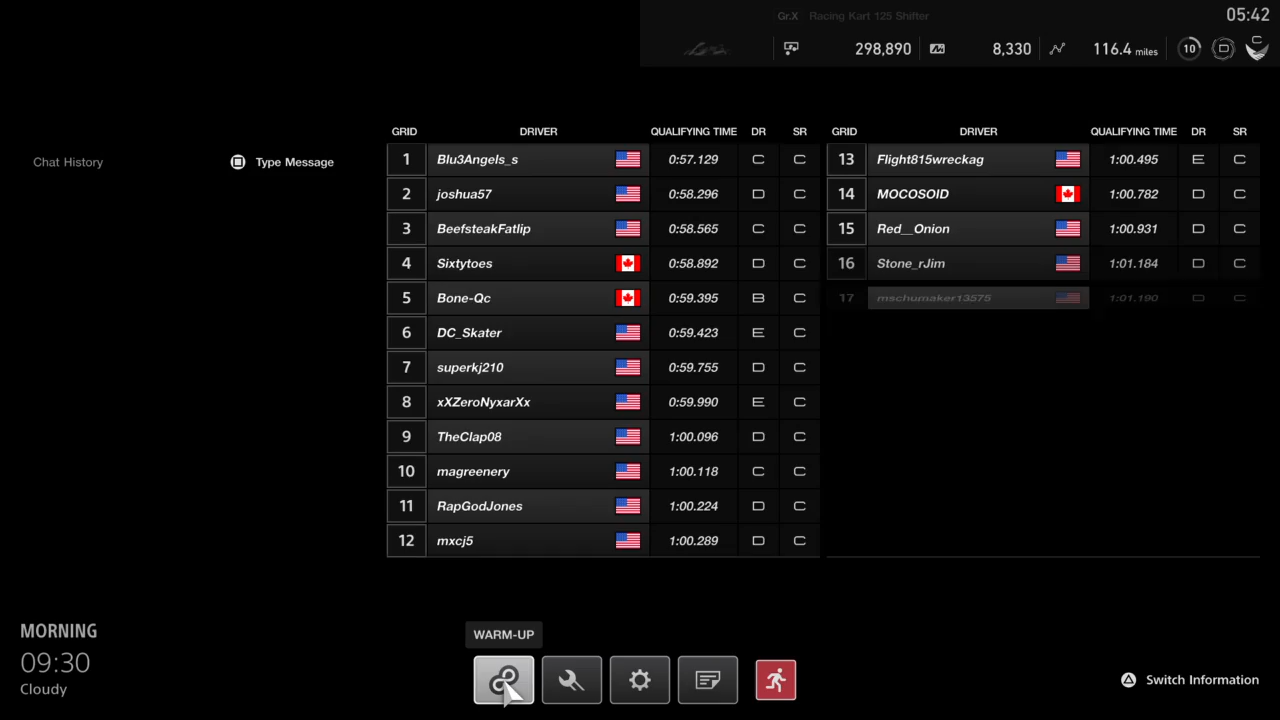 Gr.X Racing Kart 125 Shifter
05:42
298,890 8,330 116.4 miles 10 D C
Chat History Type Message
GRID DRIVER QUALIFYING TIME DR SR
1 Blu3Angels_s 0:57.129 C C
2 joshua57 0:58.296 D C
3 BeefsteakFatlip 0:58.565 C C
4 Sixtytoes 0:58.892 D C
5 Bone-Qc 0:59.395 B C
6 DC_Skater 0:59.423 E C
7 superkj210 0:59.755 D C
8 xXZeroNyxarXx 0:59.990 E C
9 TheClap08 1:00.096 D C
10 magreenery 1:00.118 C C
11 RapGodJones 1:00.224 D C
12 mxcj5 1:00.289 D C
GRID DRIVER QUALIFYING TIME DR SR
13 Flight815wreckag 1:00.495 E C
14 MOCOSOID 1:00.782 D C
15 Red__Onion 1:00.931 D C
16 Stone_rJim 1:01.184 D C
17 mschumaker13575 1:01.190 D C
MORNING
09:30
Cloudy
WARM-UP
Switch Information